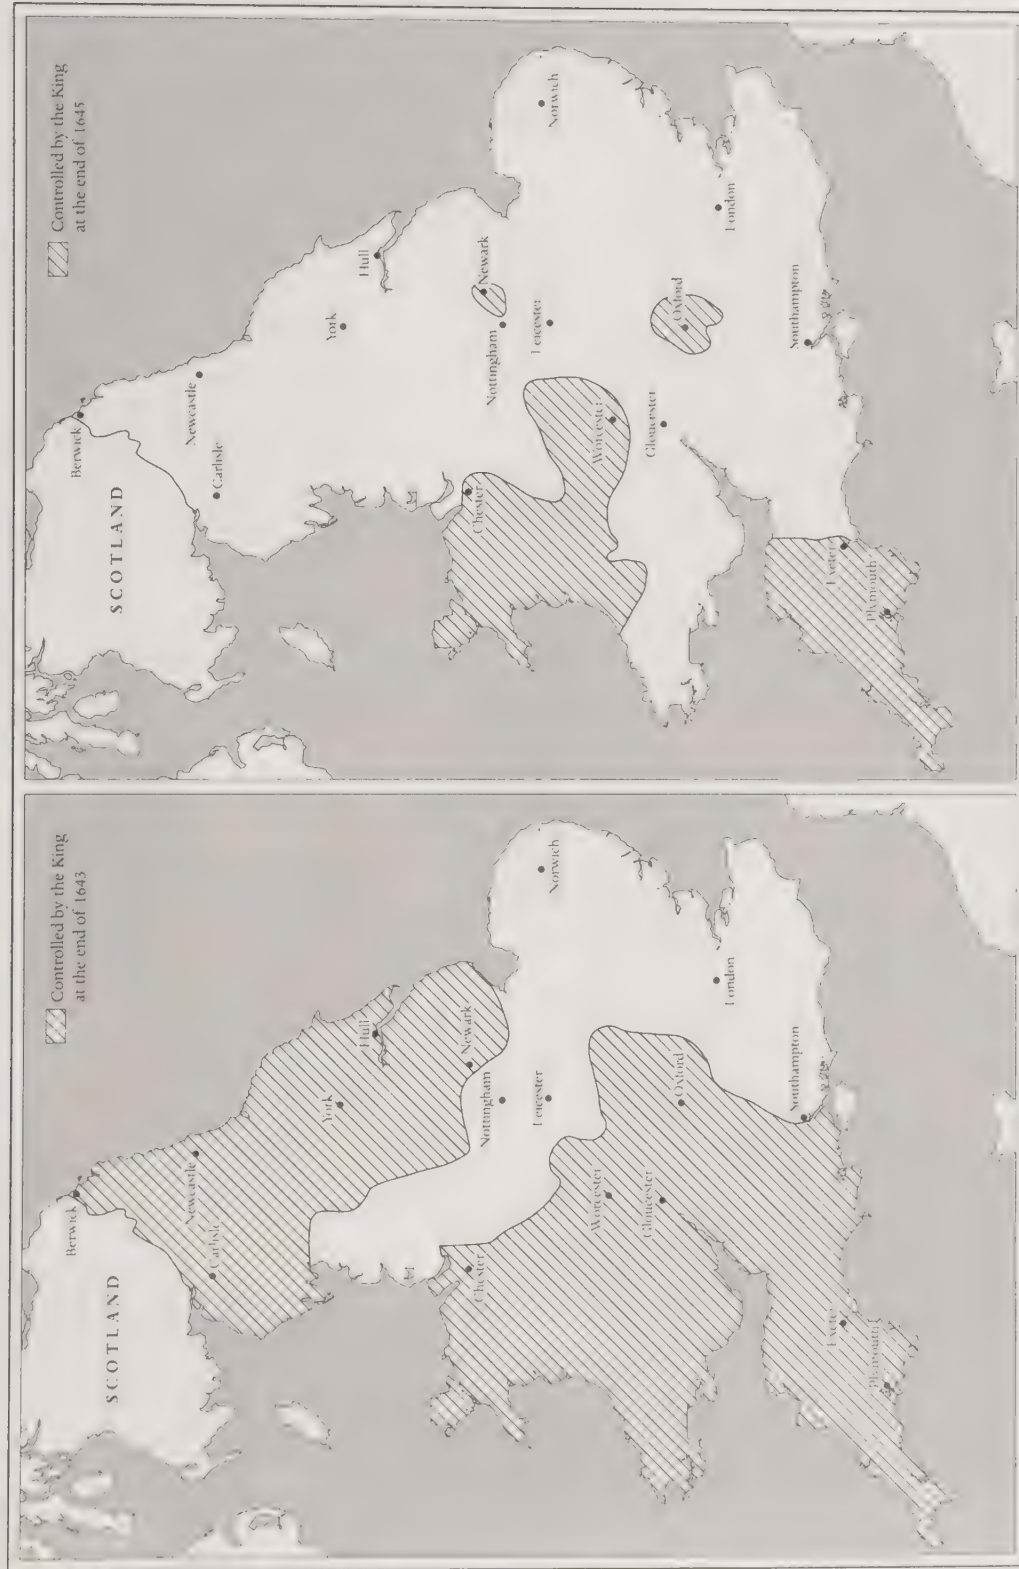 Controlled by the King
at the end of 1643
Berwick
SCOTLAND
Newcastle
Carlisle
York
Hull
Newark
Nottingham
Chester
Leicester
Norwich
Worcester
Gloucester
Oxford
London
Southampton
Exeter
Plymouth
Controlled by the King
at the end of 1645
Berwick
SCOTLAND
Newcastle
Carlisle
York
Hull
Newark
Nottingham
Chester
Leicester
Norwich
Worcester
Gloucester
Oxford
London
Southampton
Exeter
Plymouth